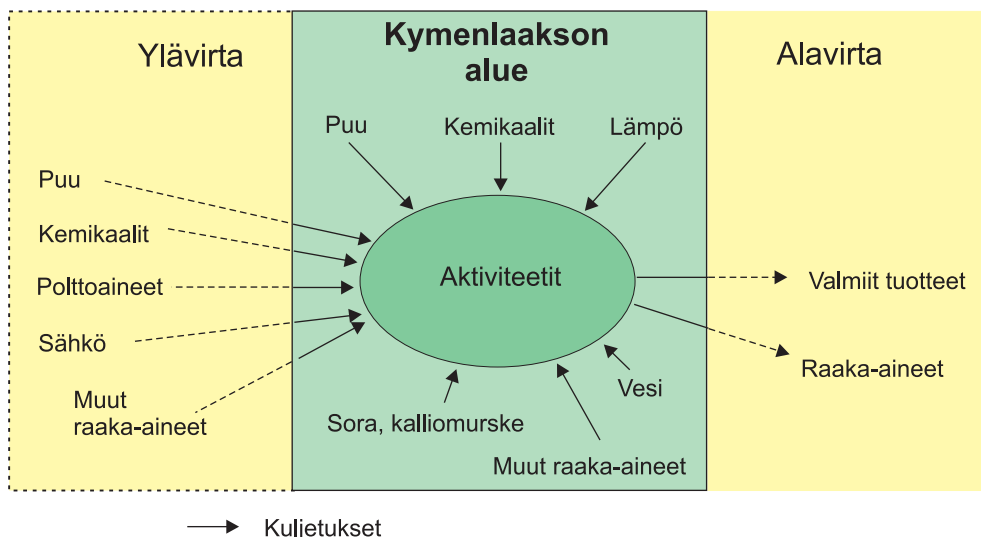 Ylävirta
Kymenlaakson
alue
Alavirta
Puu
Kemikaalit
Lämpö
Puu
Kemikaalit
Polttoaineet
Sähkö
Muut
raaka-aineet
Aktiviteetit
Valmiit tuotteet
Raaka-aineet
Vesi
Sora, kalliomurske
Muut raaka-aineet
Kuljetukset